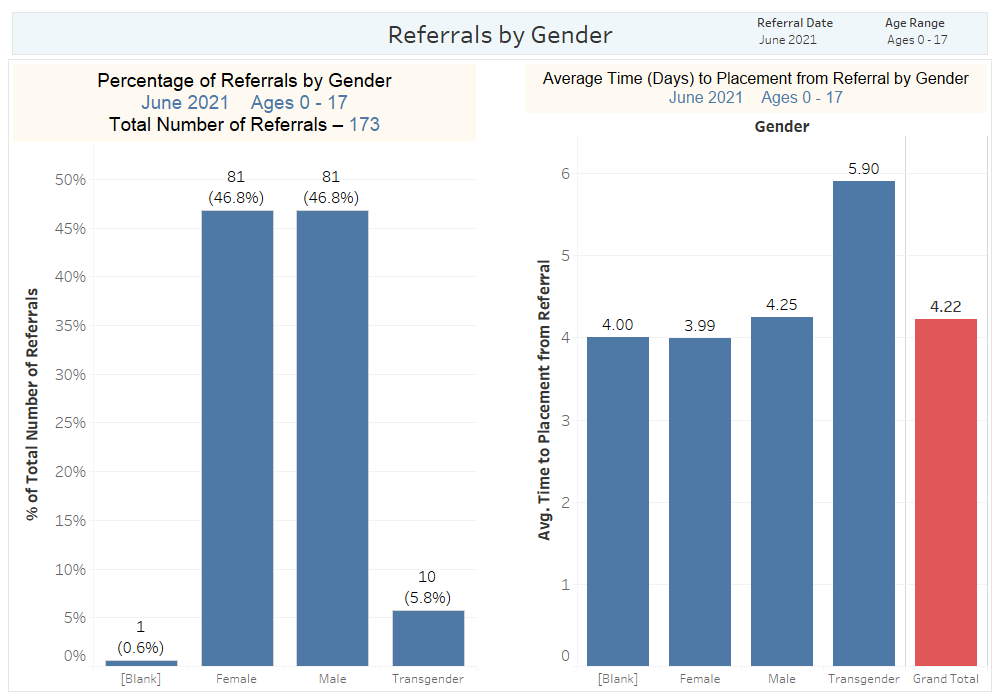 Referrals by Gender
Referral Date
June 2021
Age Range
Ages 0 - 17
Percentage of Referrals by Gender
June 2021 Ages 0 - 17
Total Number of Referrals – 173
% of Total Number of Referrals
50%
45%
40%
35%
30%
25%
20%
15%
10%
5%
0%
1
(0.6%)
81
(46.8%)
81
(46.8%)
10
(5.8%)
[Blank]
Female
Male
Transgender
Average Time (Days) to Placement from Referral by Gender
June 2021 Ages 0 - 17
Gender
Avg. Time to Placement from Referral
6
5
4
3
2
1
0
4.00
3.99
4.25
5.90
4.22
[Blank]
Female
Male
Transgender
Grand Total